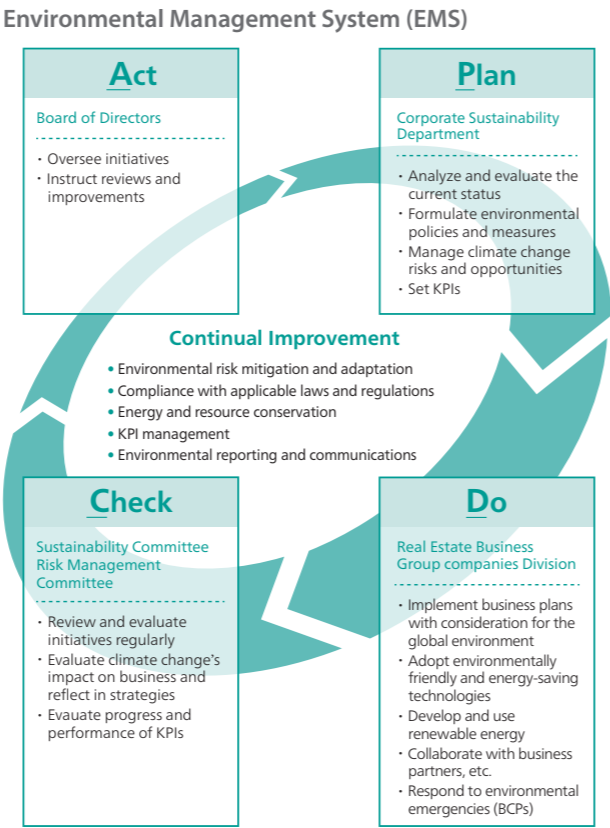 Environmental Management System (EMS)
Act
Board of Directors
・Oversee initiatives
・Instruct reviews and
improvements
Plan
Corporate Sustainability
Department
・Analyze and evaluate the
current status
・Formulate environmental
policies and measures
・Manage climate change
risks and opportunities
・Set KPIs
Continual Improvement
• Environmental risk mitigation and adaptation
• Compliance with applicable laws and regulations
• Energy and resource conservation
• KPI management
• Environmental reporting and communications
Check
Sustainability Committee
Risk Management
Committee
・Review and evaluate
initiatives regularly
・Evaluate climate change’s
impact on business and
reflect in strategies
・Evauate progress and
performance of KPIs
Do
Real Estate Business
Group companies Division
・Implement business plans
with consideration for the
global environment
・Adopt environmentally
friendly and energy-saving
technologies
・Develop and use
renewable energy
・Collaborate with business
partners, etc.
・Respond to environmental
emergencies (BCPs)